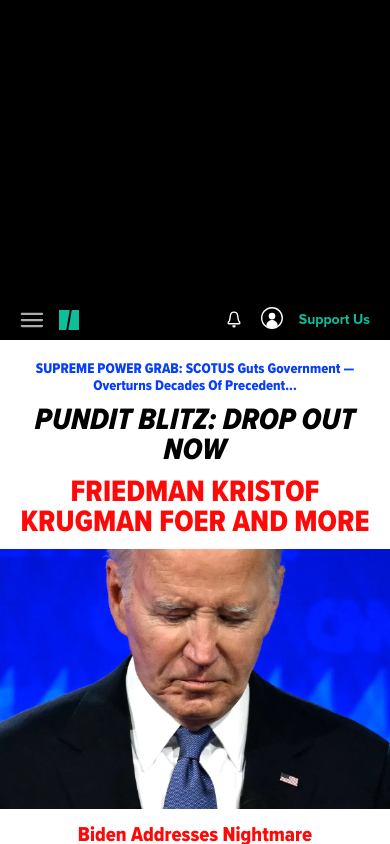 Support Us
SUPREME POWER GRAB: SCOTUS Guts Government —
Overturns Decades Of Precedent...
PUNDIT BLITZ: DROP OUT
NOW
FRIEDMAN KRISTOF
KRUGMAN FOER AND MORE
Biden Addresses Nightmare